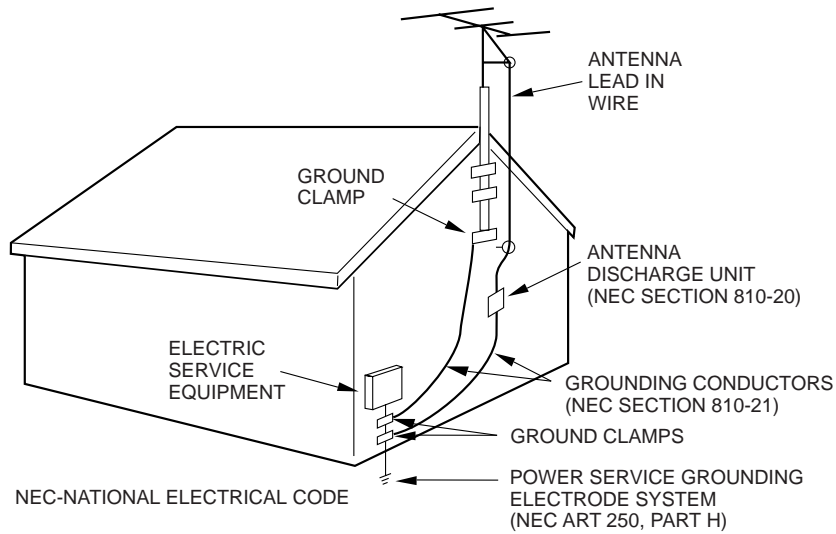 ANTENNA
LEAD IN
WIRE
GROUND
CLAMP
ANTENNA
DISCHARGE UNIT
(NEC SECTION 810-20)
ELECTRIC
SERVICE
EQUIPMENT
GROUNDING CONDUCTORS
(NEC SECTION 810-21)
GROUND CLAMPS
POWER SERVICE GROUNDING
ELECTRODE SYSTEM
(NEC ART 250, PART H)
NEC-NATIONAL ELECTRICAL CODE